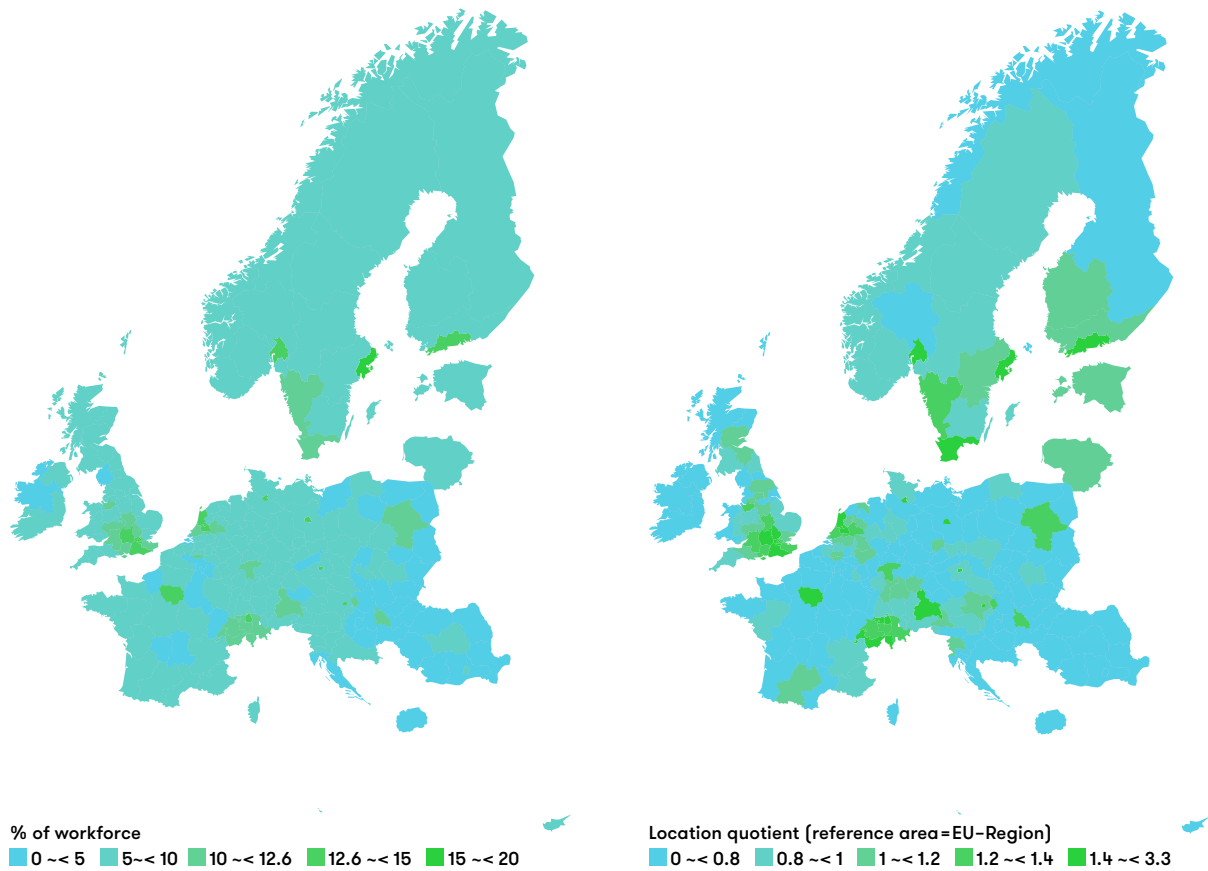 % of workforce
0 ~< 5 5~< 10 10 ~< 12.6 12.6 ~< 15 15 ~< 20
Location quotient (reference area=EU-Region)
0 ~< 0.8 0.8 ~< 1 1 ~< 1.2 1.2 ~< 1.4 1.4 ~< 3.3